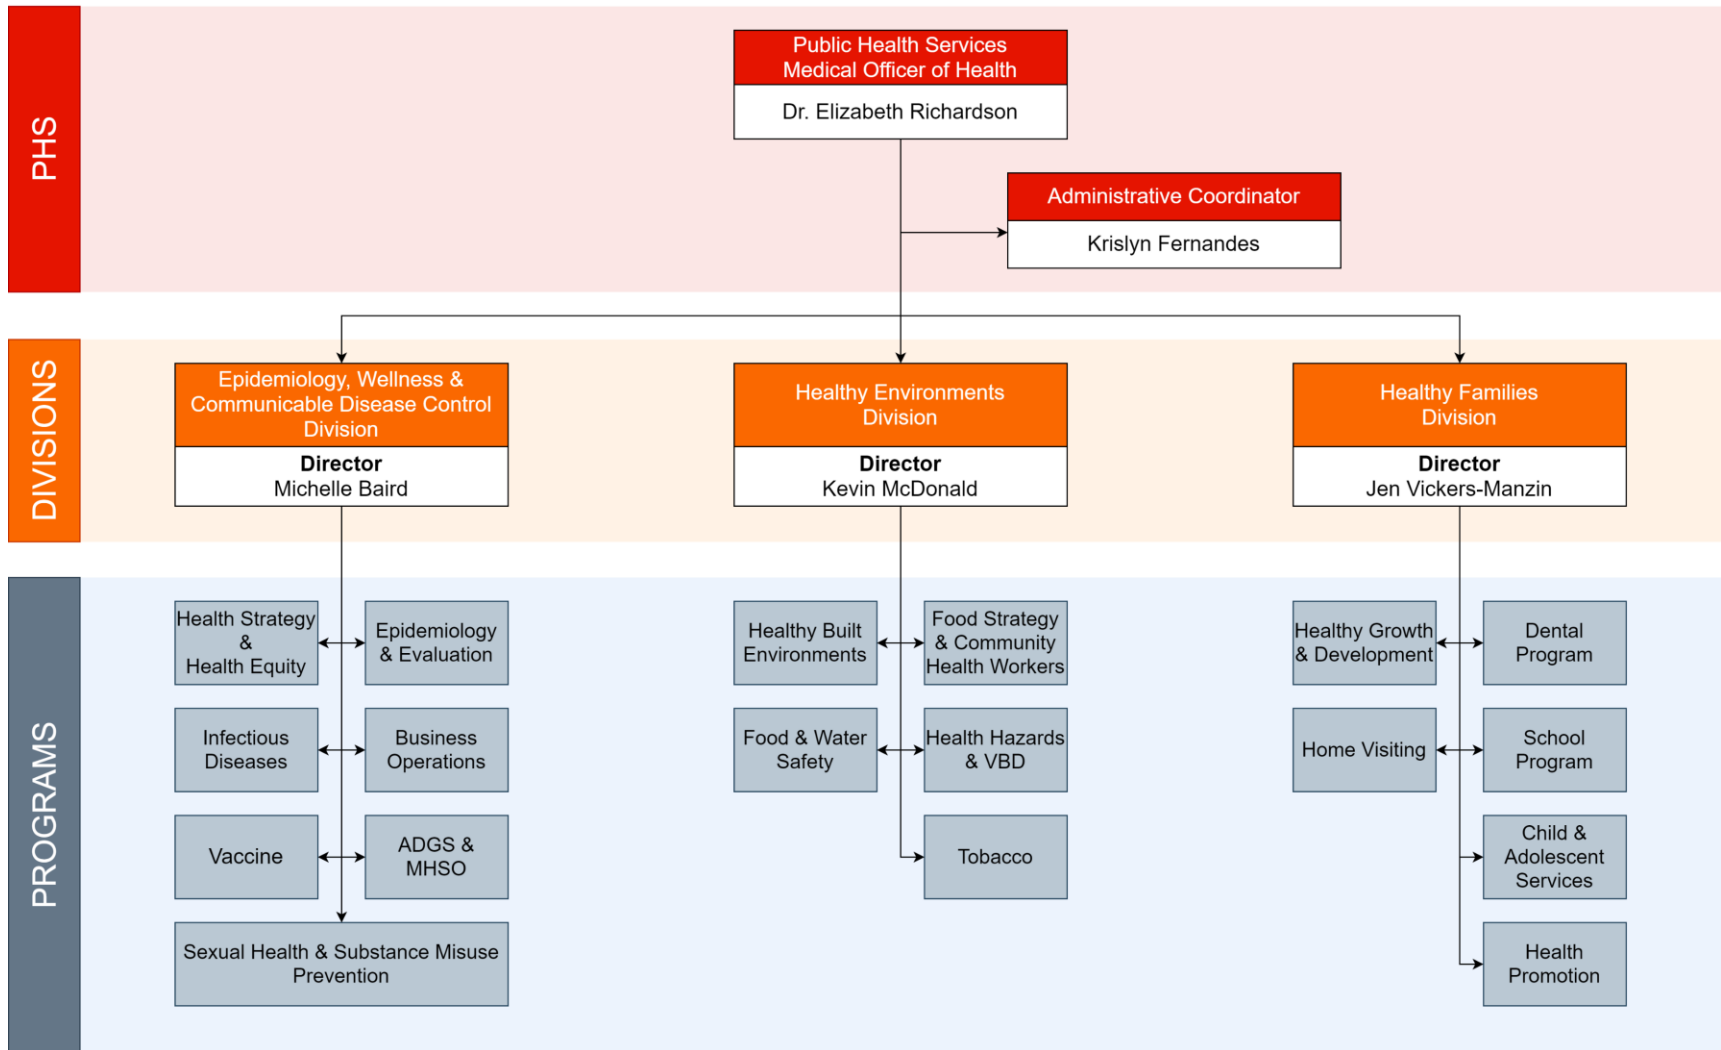 PHS
Public Health Services
Medical Officer of Health
Dr. Elizabeth Richardson
Administrative Coordinator
Krislyn Fernandes
DIVISIONS
Epidemiology, Wellness &
Communicable Disease Control
Division
Director
Michelle Baird
Healthy Environments
Division
Director
Kevin McDonald
Healthy Families
Division
Director
Jen Vickers-Manzin
PROGRAMS
Health Strategy
&
Health Equity
Epidemiology
& Evaluation
Infectious
Diseases
Business
Operations
Vaccine
ADGS &
MHSO
Sexual Health & Substance Misuse
Prevention
Healthy Built
Environments
Food Strategy
& Community
Health Workers
Food & Water
Safety
Health Hazards
& VBD
Tobacco
Healthy Growth
& Development
Dental
Program
Home Visiting
School
Program
Child &
Adolescent
Services
Health
Promotion